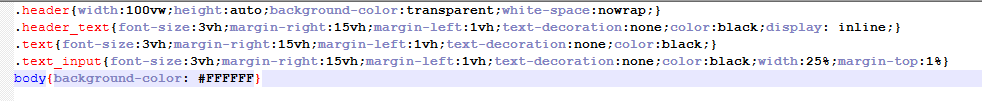 .header{width:100vw;height:auto;background-color:transparent;white-space:nowrap;}
.header_text{font-size:3vh;margin-right:15vh;margin-left:1vh;text-decoration:none;color:black;display: inline;}
.text{font-size:3vh;margin-right:15vh;margin-left:1vh;text-decoration:none;color:black;}
.text_input{font-size:3vh;margin-right:15vh;margin-left:1vh;text-decoration:none;color:black;width:25%;margin-top:1%}
body{background-color: #FFFFFF}